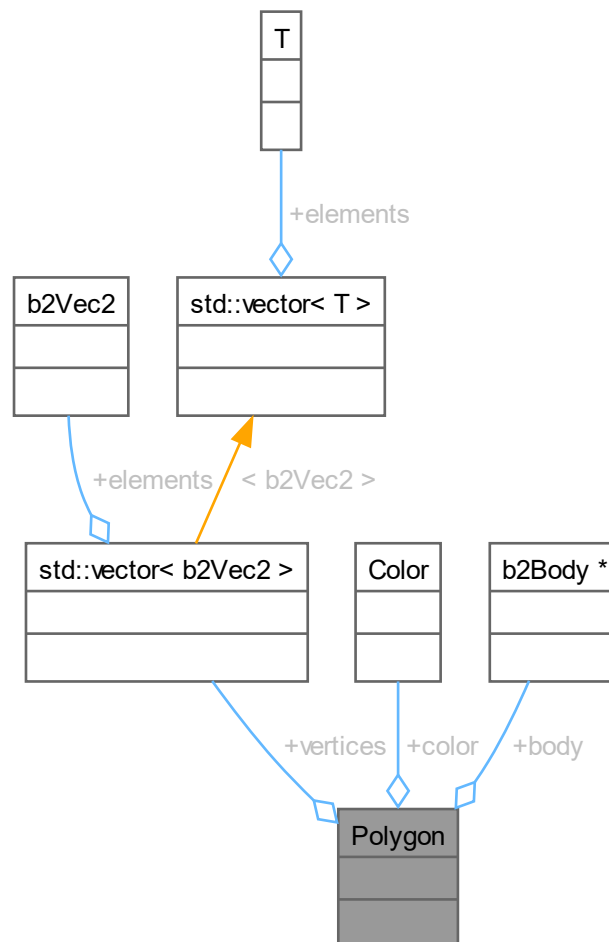 T
+elements
b2Vec2
std::vector< T >
+elements
< b2Vec2 >
std::vector< b2Vec2 >
Color
b2Body *
+vertices
+color
+body
Polygon